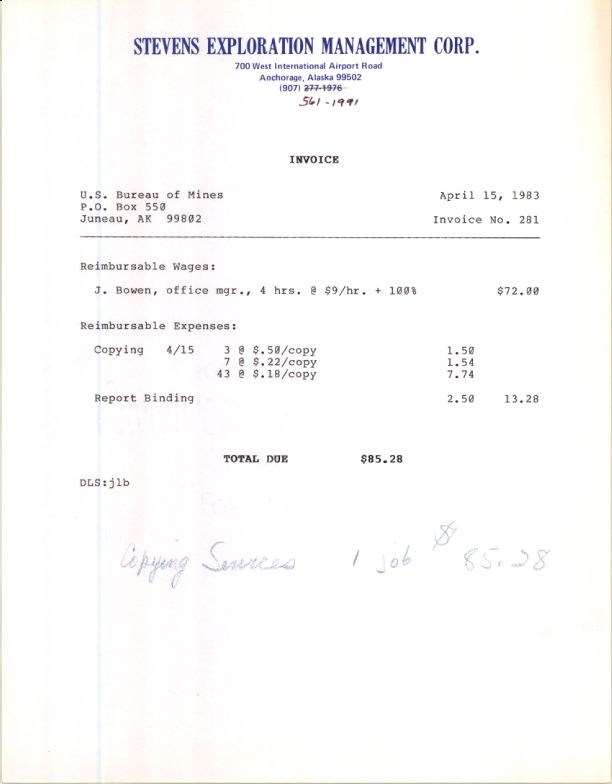 STEVENS EXPLORATION MANAGEMENT CORP.
700 West International Airport Road
Anchorage, Alaska 99502
(907) 277-1976
561-1991
INVOICE
U.S. Bureau of Mines April 15, 1983
P.O. Box 550
Juneau, AK 99802 Invoice No. 281
Reimbursable Wages:
J. Bowen, office mgr., 4 hrs. @ $9/hr. + 100% $72.00
Reimbursable Expenses:
Copying 4/15 3 @ $.50/copy 1.50
7 @ $.22/copy 1.54
43 @ $.18/copy 7.74
Report Binding 2.50 13.28
TOTAL DUE $85.28
DLS:jlb
Copying Services 1 job $ 85.28